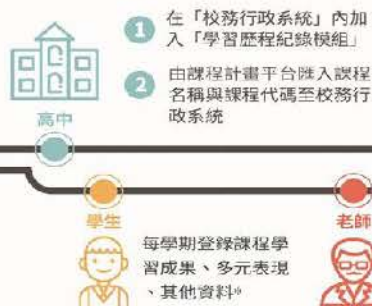 1 在「校務行政系統」內加
入「學習歷程紀錄模組」
2 由課程計畫平台匯入課程
名稱與課程代碼至校務行
政系統
高中
學生
老師
每學期登錄課程學
習成果、多元表現
、其他資料*